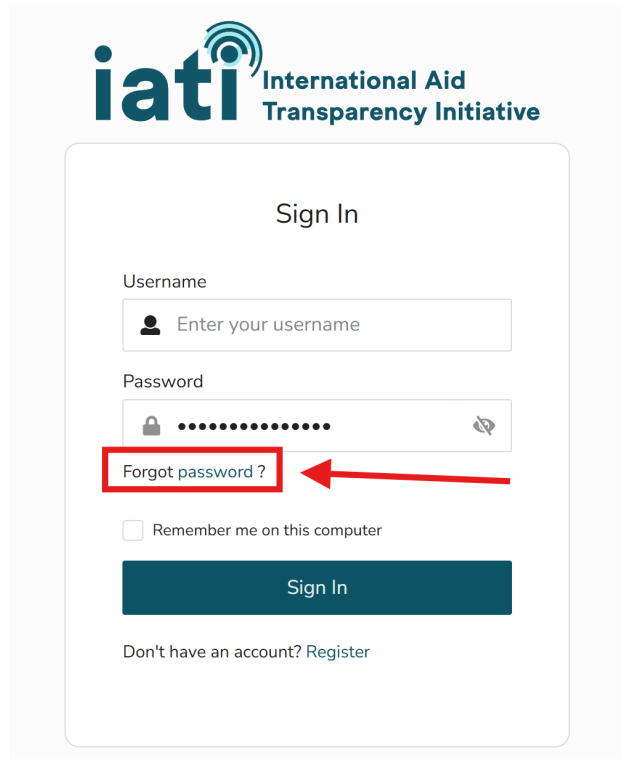 iati
International Aid
Transparency Initiative
Sign In
Username
Enter your username
Password
•••••••••••••••
Forgot password ?
Remember me on this computer
Sign In
Don't have an account? Register